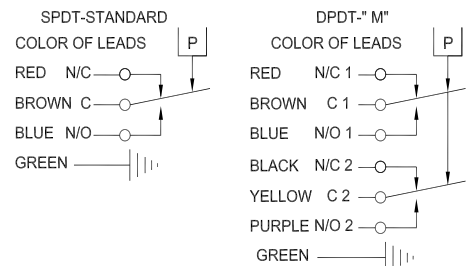 SPDT-STANDARD
COLOR OF LEADS
P
RED N/C
BROWN C
BLUE N/O
GREEN
DPDT-" M"
COLOR OF LEADS
P
RED N/C 1
BROWN C 1
BLUE N/O 1
BLACK N/C 2
YELLOW C 2
PURPLE N/O 2
GREEN